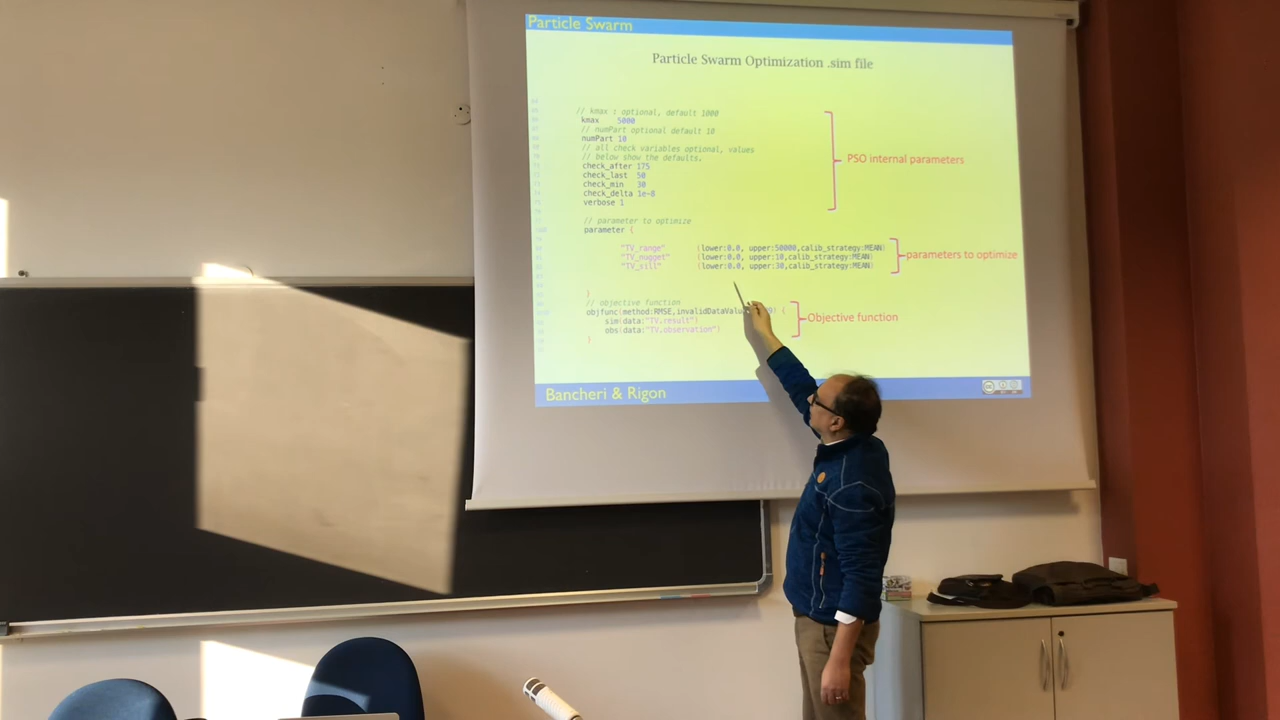 Particle Swarm
Particle Swarm Optimization .sim file
// kmax : optional, default 1000
kmax 5000
// numPart optional default 10
numPart 10
// all check variables optional, values
// below show the defaults.
check_after 175
check_last 50
check_min 30
check_delta 1e-8
verbose 1
PSO internal parameters
// parameter to optimize
parameter {
"TV_range" (lower:0.0, upper:50000,calib_strategy:MEAN)
"TV_nugget" (lower:0.0, upper:10,calib_strategy:MEAN)
"TV_sill" (lower:0.0, upper:30,calib_strategy:MEAN)
parameters to optimize
}
// objective function
objfunc(method:RMSE,invalidDataValu ) {
sim(data:"TV.result")
obs(data:"TV.observation")
}
Objective function
Bancheri & Rigon